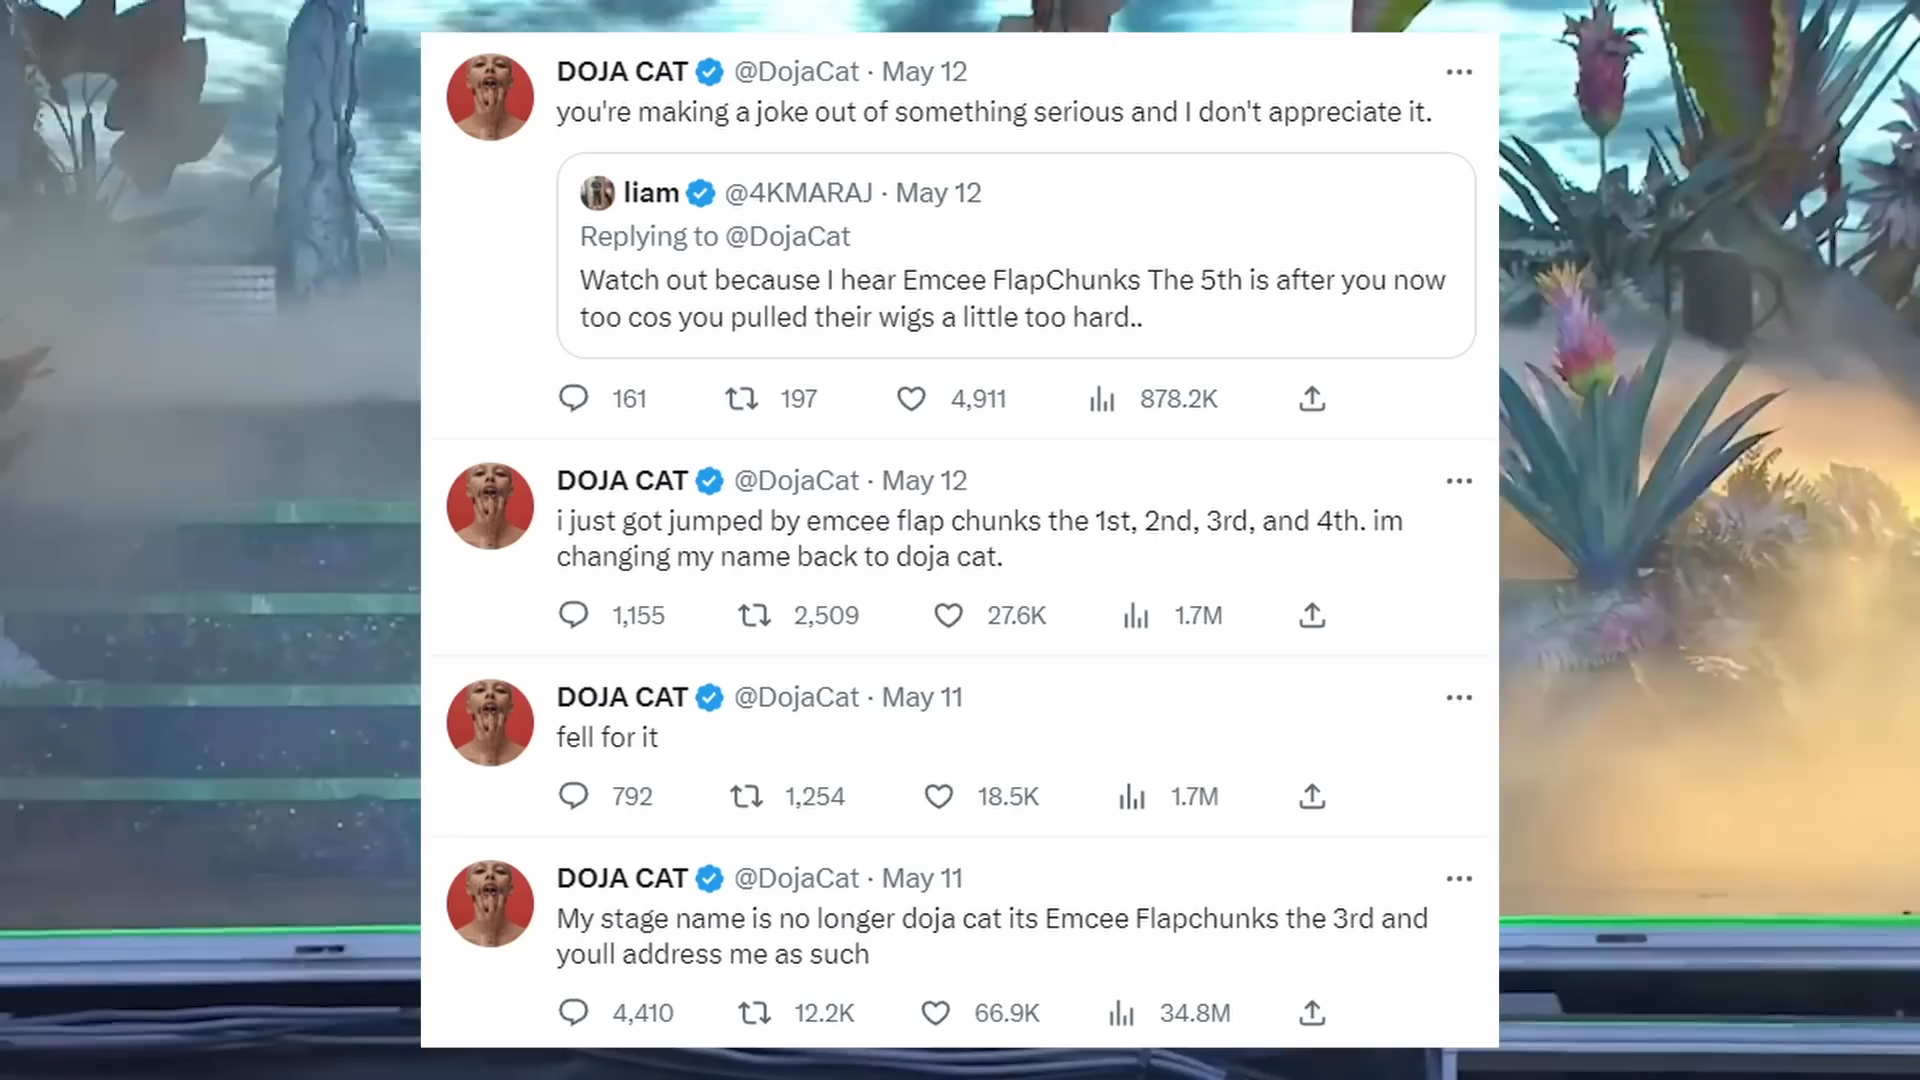 DOJA CAT @DojaCat · May 12
you're making a joke out of something serious and I don't appreciate it.
liam @4KMARAJ · May 12
Replying to @DojaCat
Watch out because I hear Emcee FlapChunks The 5th is after you now
too cos you pulled their wigs a little too hard..
161 197 4,911 878.2K
DOJA CAT @DojaCat · May 12
i just got jumped by emcee flap chunks the 1st, 2nd, 3rd, and 4th. im
changing my name back to doja cat.
1,155 2,509 27.6K 1.7M
DOJA CAT @DojaCat · May 11
fell for it
792 1,254 18.5K 1.7M
DOJA CAT @DojaCat · May 11
My stage name is no longer doja cat its Emcee Flapchunks the 3rd and
youll address me as such
4,410 12.2K 66.9K 34.8M